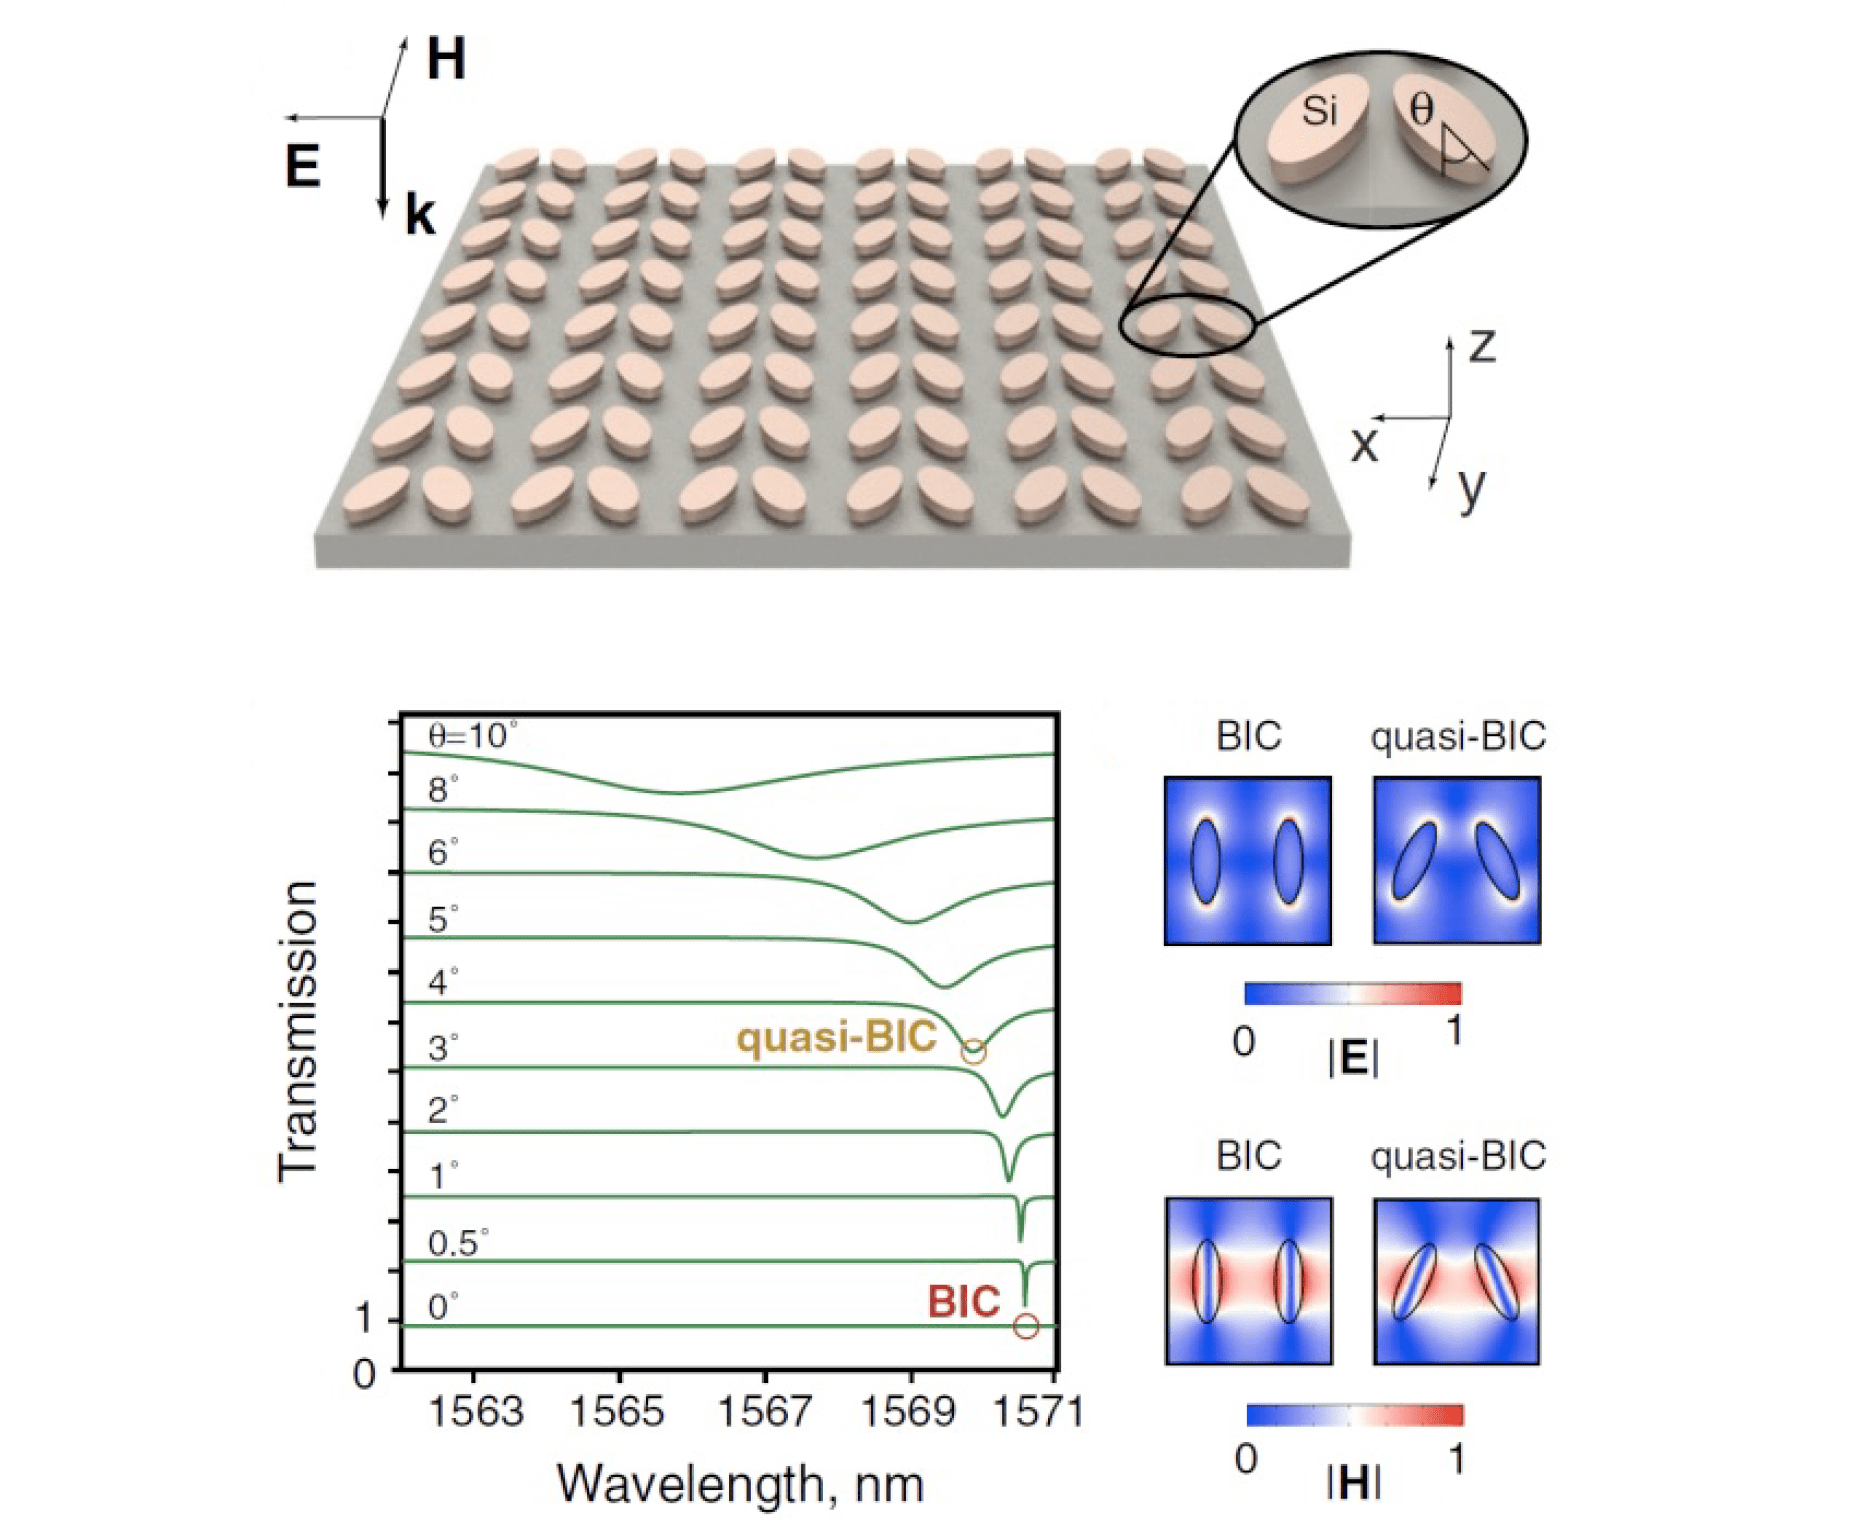 H
E
k
Si
θ
z
x
y
θ=10°
8°
6°
5°
4°
quasi-BIC
3°
2°
1°
0.5°
BIC
0°
1
0
Transmission
1563 1565 1567 1569 1571
Wavelength, nm
BIC quasi-BIC
0 1
|E|
BIC quasi-BIC
0 1
|H|